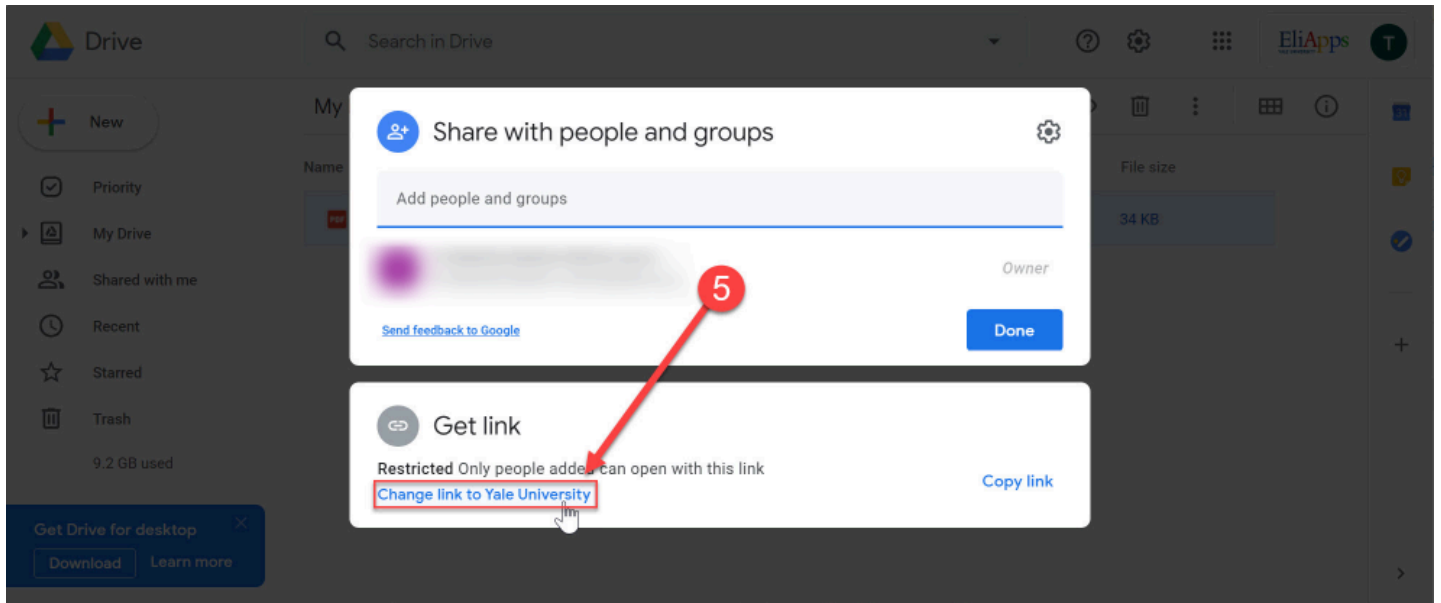 Drive
Search in Drive
EliApps
T
New
My
Share with people and groups
31
Priority
Name
File size
Add people and groups
PDF
34 KB
My Drive
Shared with me
Owner
5
Recent
Send feedback to Google
Done
Starred
Trash
Get link
9.2 GB used
Restricted Only people added can open with this link
Change link to Yale University
Copy link
Get Drive for desktop
Download
Learn more